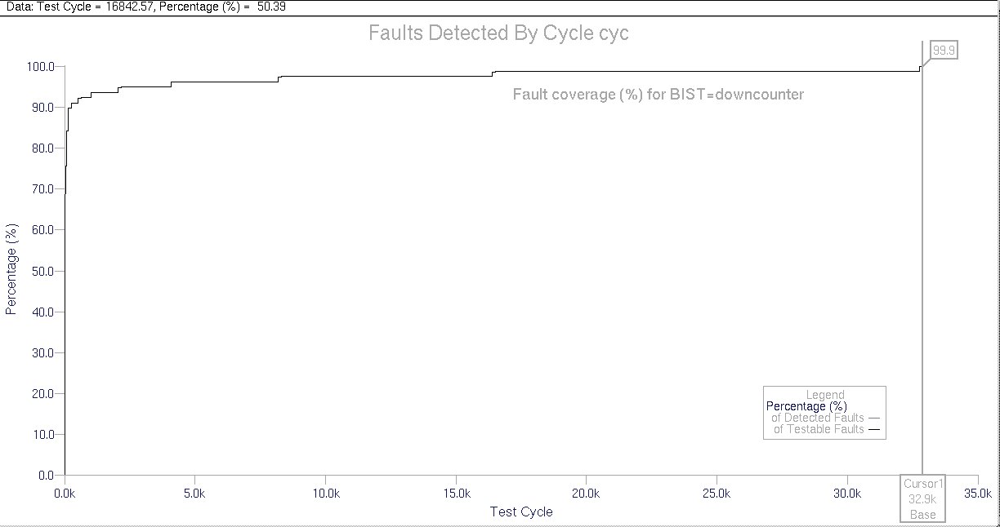 Data: Test Cycle = 16842.57, Percentage (%) = 50.39
Faults Detected By Cycle cyc
99.9
100.0
Fault coverage (%) for BIST=downcounter
90.0
80.0
70.0
60.0
50.0
40.0
30.0
20.0
10.0
0.0
Percentage (%)
Legend
Percentage (%)
of Detected Faults
of Testable Faults
0.0k 5.0k 10.0k 15.0k 20.0k 25.0k 30.0k 35.0k
Cursor1
32.9k
Base
Test Cycle